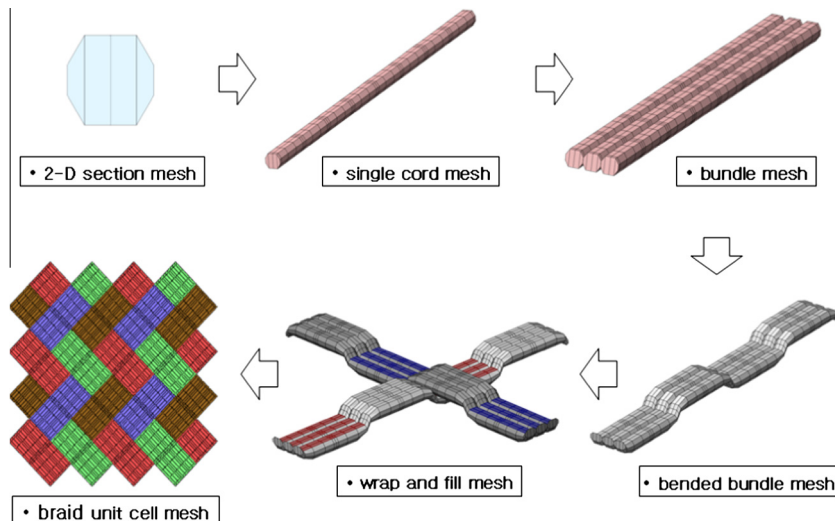 • 2-D section mesh
• single cord mesh
• bundle mesh
• braid unit cell mesh
• wrap and fill mesh
• bended bundle mesh